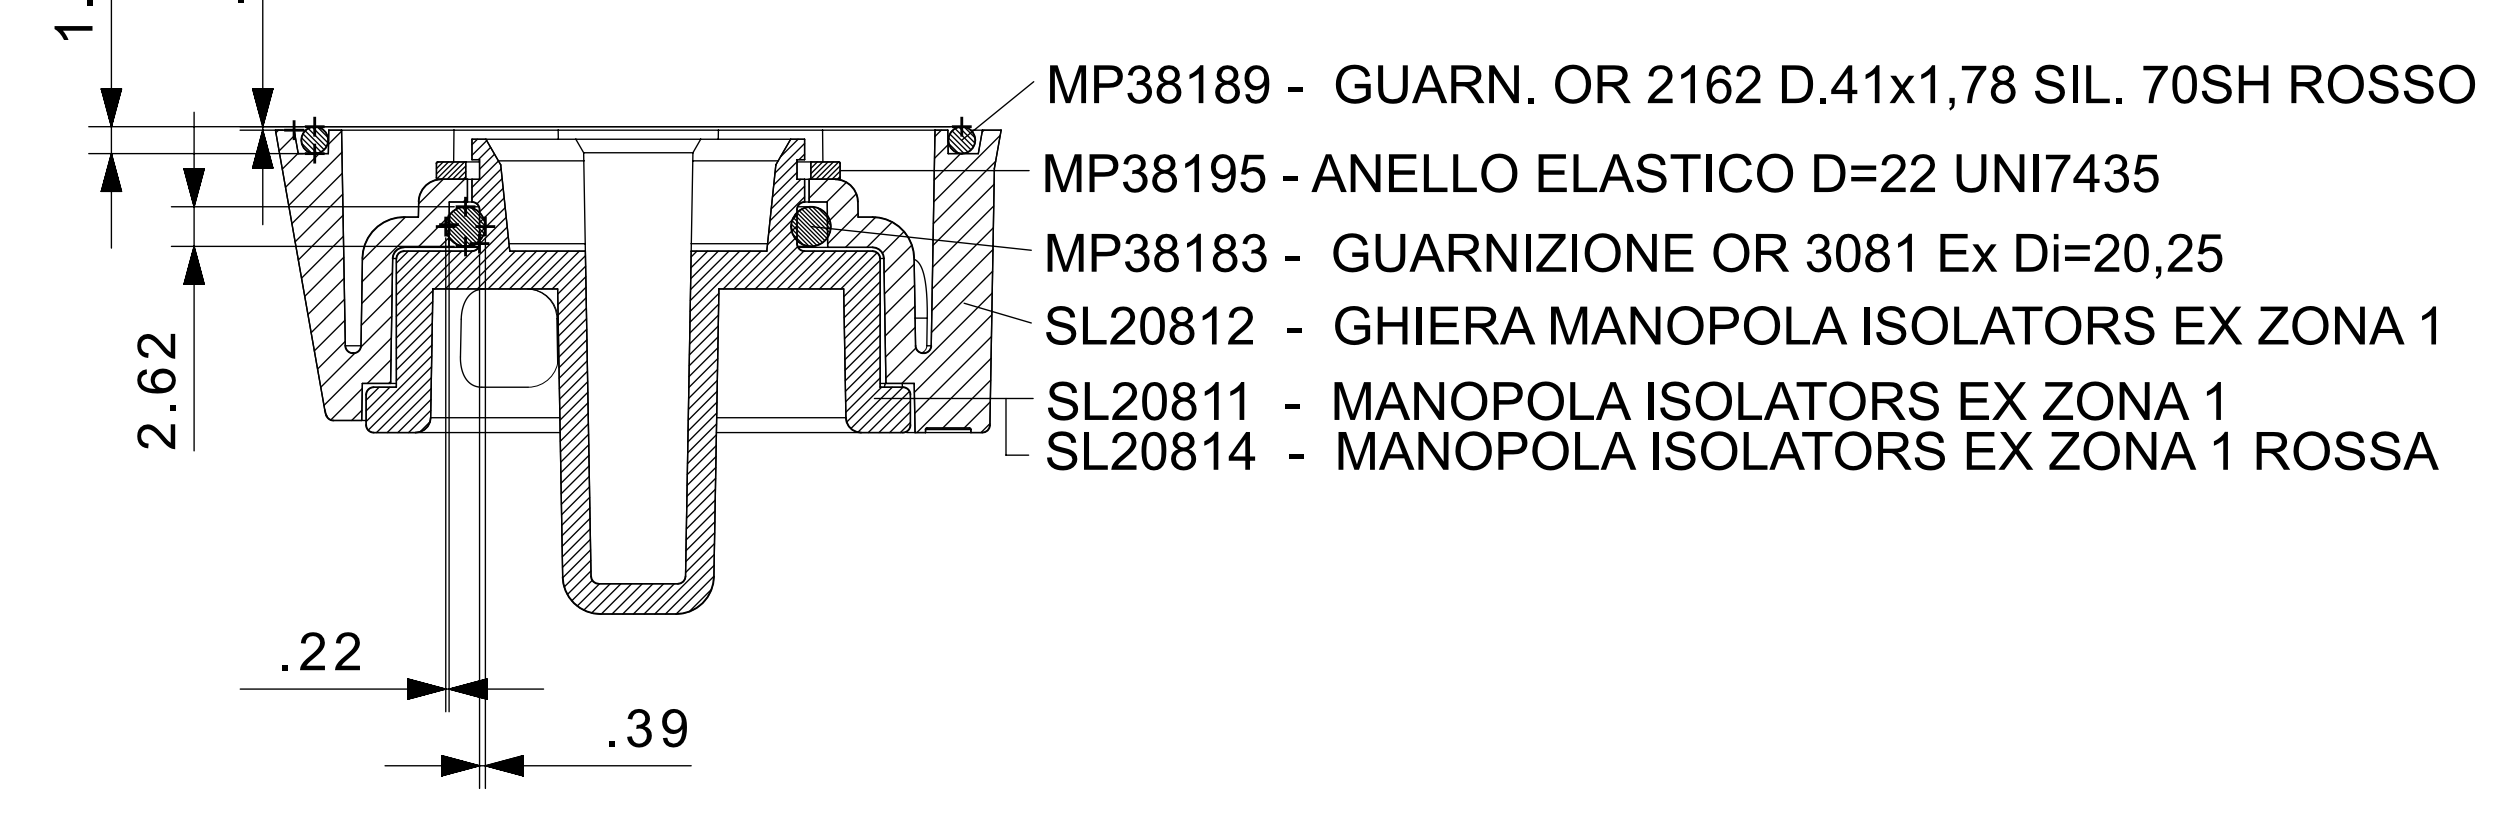 MP38189 - GUARN. OR 2162 D.41x1,78 SIL. 70SH ROSSO
MP38195 - ANELLO ELASTICO D=22 UNI7435
MP38183 - GUARNIZIONE OR 3081 Ex Di=20,25
SL20812 - GHIERA MANOPOLA ISOLATORS EX ZONA 1
SL20811 - MANOPOLA ISOLATORS EX ZONA 1
SL20814 - MANOPOLA ISOLATORS EX ZONA 1 ROSSA
2.62
.22
.39